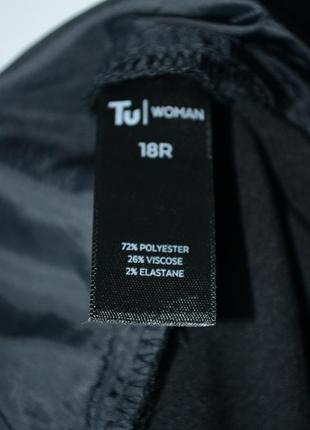 Tu | WOMAN
18R
72% POLYESTER
26% VISCOSE
2% ELASTANE